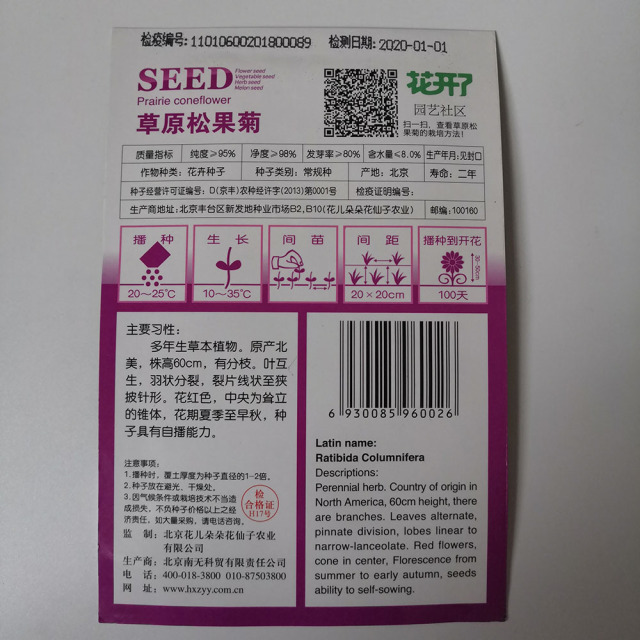 检疫编号:11010600201800089 检测日期:2020-01-01
SEED
Flower seed
Vegetable seed
Herb seed
Melon seed
Prairie coneflower
草原松果菊
花开了
园艺社区
扫一扫，查看草原松
果菊的栽培方法！
质量指标 纯度≥95% 净度≥98% 发芽率≥80% 含水量≤8.0% 生产年月:见封口
作物种类: 花卉种子 种子类别: 常规种 产地: 北京 寿命: 二年
种子经营许可证编号: D(京丰)农种经许字(2013)第0001号 检疫证明编号:
生产商地址:北京丰台区新发地种业市场B2,B10(花儿朵朵花仙子农业) 邮编:100160
播种 生长 间苗 间距 播种到开花
30~50cm
20～25℃ 10～35℃ 20×20cm 100天
主要习性：
多年生草本植物。原产北
美，株高60cm，有分枝。叶互
生，羽状分裂，裂片线状至狭
披针形。花红色，中央为耸立
的锥体，花期夏季至早秋，种
子具有自播能力。
注意事项：
1.播种时，覆土厚度为种子直径的1-2倍。
2.种子放在避光、干燥处。
3.因气候条件或栽培技术不当造
成损失，不负种子价格以上之经
济责任，如大量采购，请电话咨询。
检
合格证
H17号
监 制: 北京花儿朵朵花仙子农业
有限公司
生产商: 北京南无科贸有限责任公司
电 话: 400-018-3800 010-87503800
网 址: www.hxzyy.com.cn
6 930085 960026
Latin name:
Ratibida Columnifera
Descriptions:
Perennial herb. Country of origin in
North America, 60cm height, there
are branches. Leaves alternate,
pinnate division, lobes linear to
narrow-lanceolate. Red flowers,
cone in center, Florescence from
summer to early autumn, seeds
ability to self-sowing.